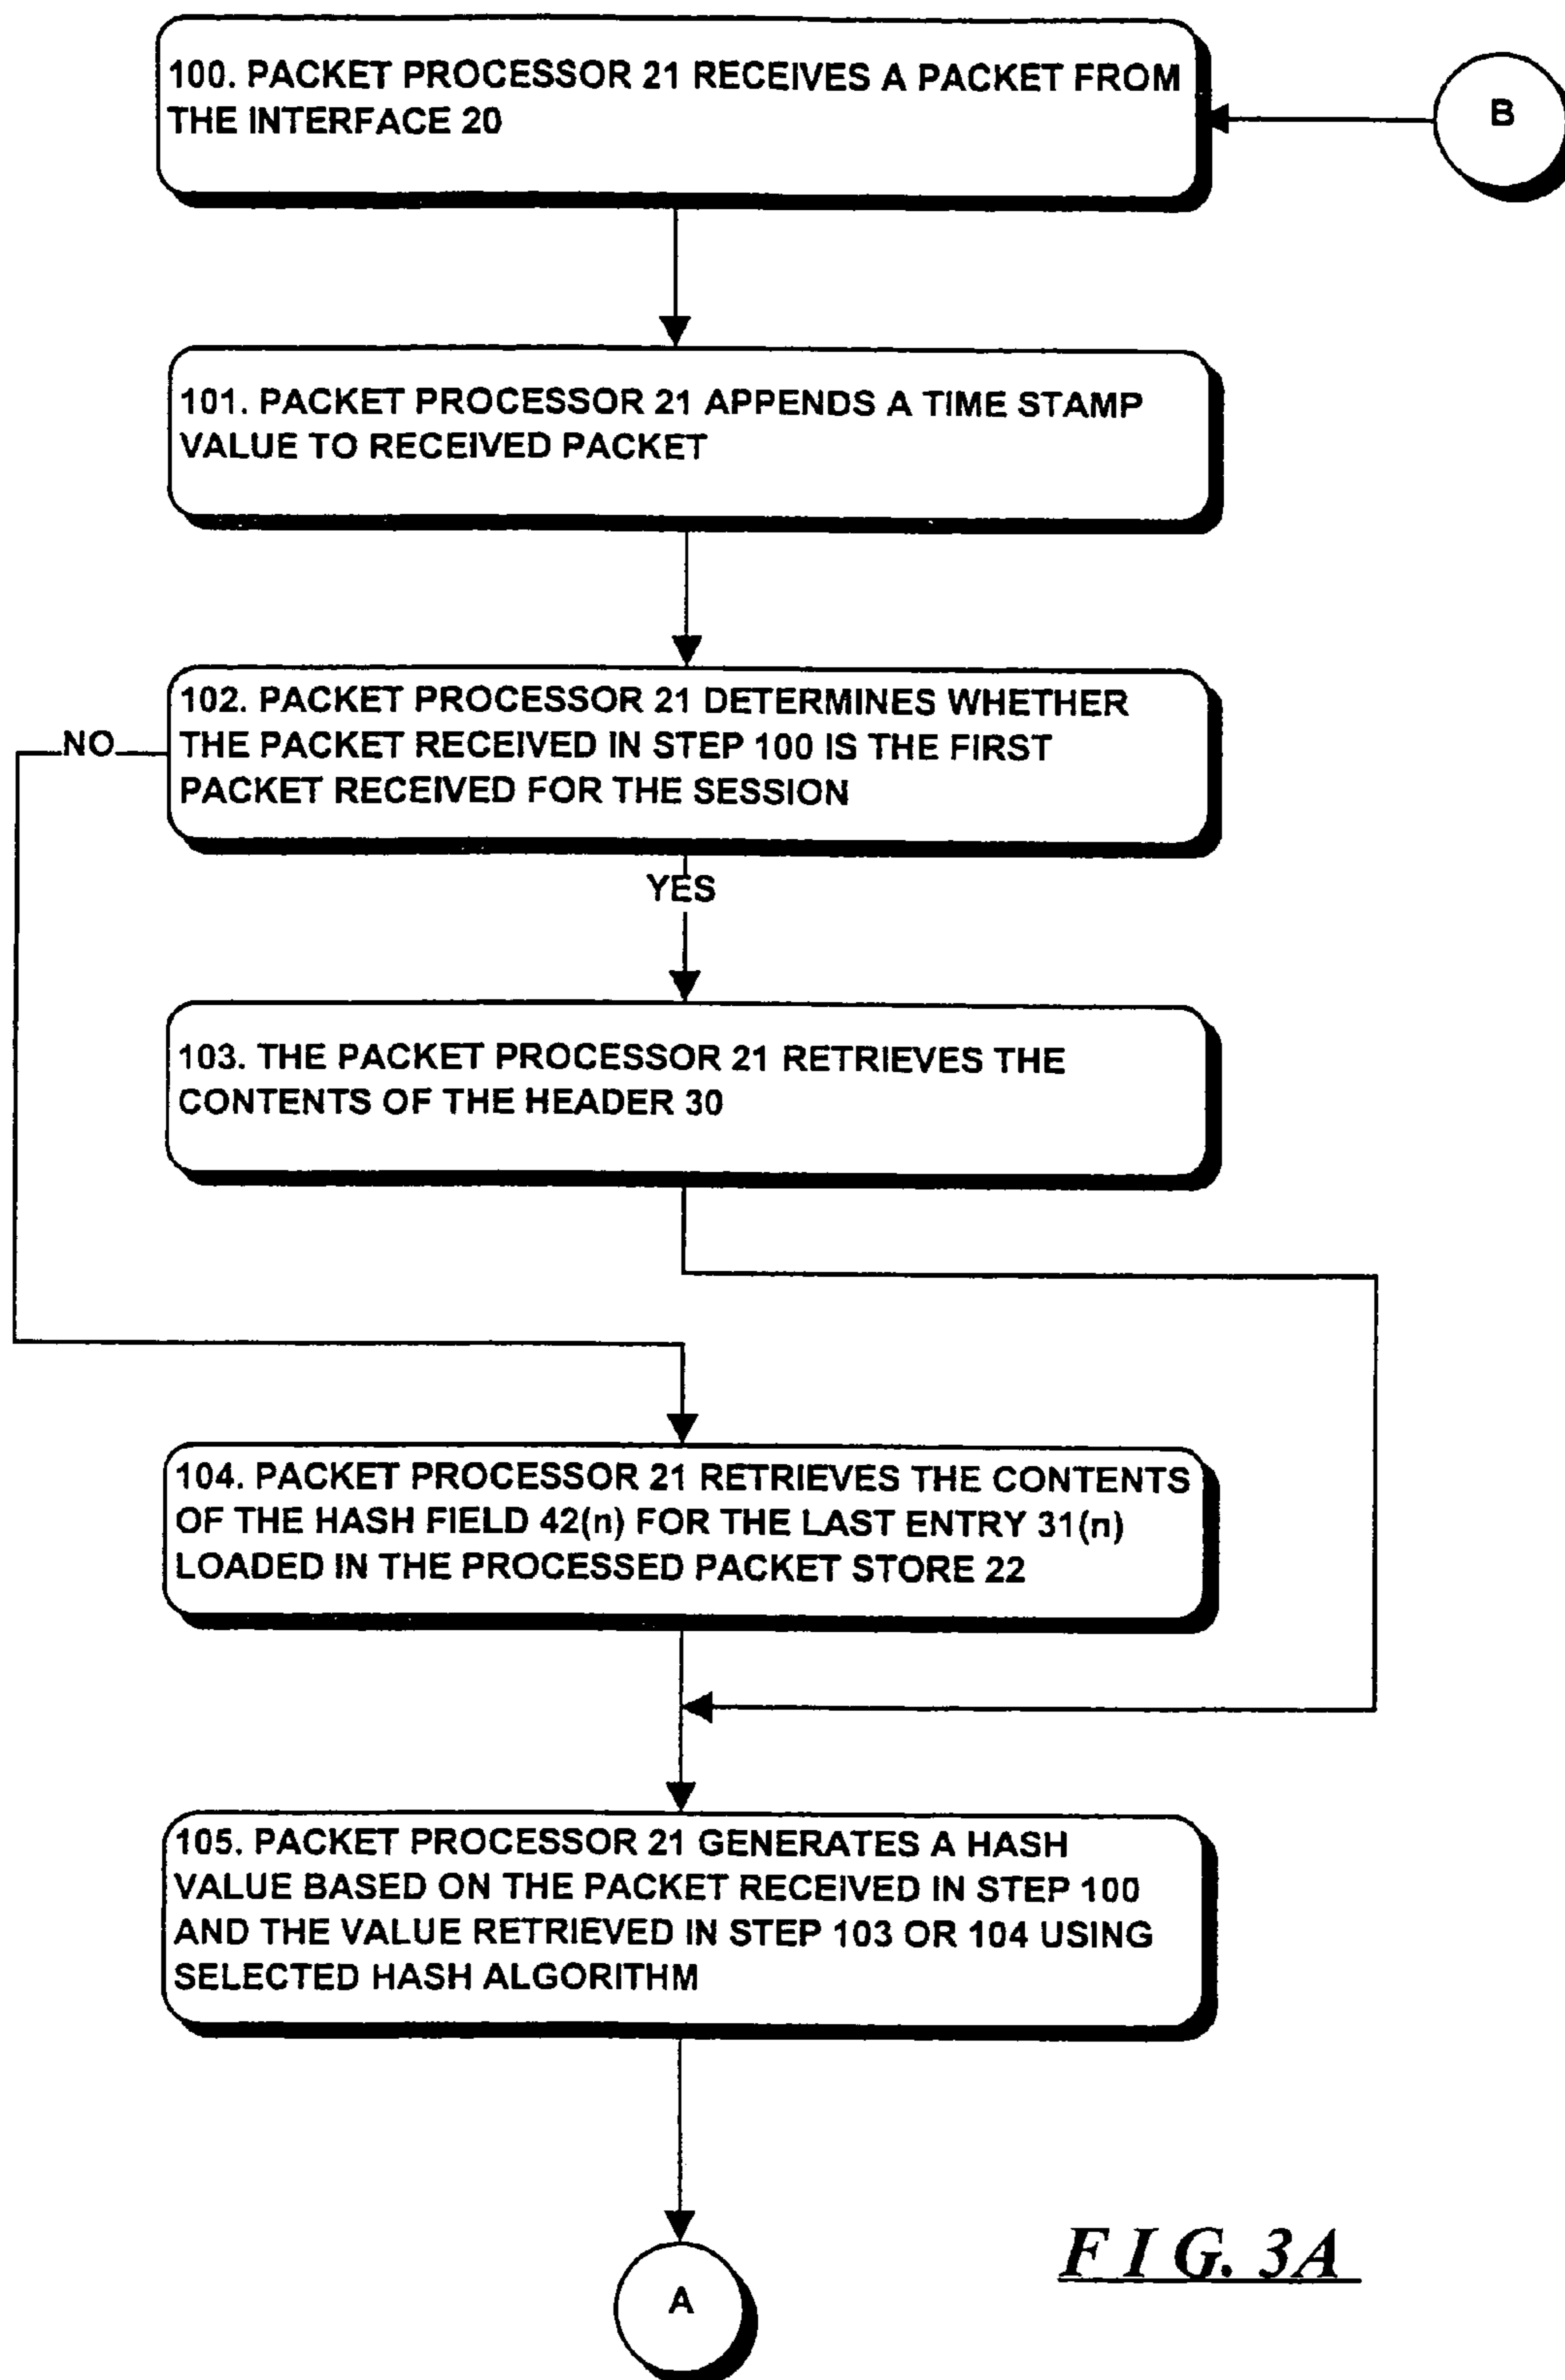 100. PACKET PROCESSOR 21 RECEIVES A PACKET FROM
THE INTERFACE 20
B
101. PACKET PROCESSOR 21 APPENDS A TIME STAMP
VALUE TO RECEIVED PACKET
102. PACKET PROCESSOR 21 DETERMINES WHETHER
THE PACKET RECEIVED IN STEP 100 IS THE FIRST
PACKET RECEIVED FOR THE SESSION
NO
YES
103. THE PACKET PROCESSOR 21 RETRIEVES THE
CONTENTS OF THE HEADER 30
104. PACKET PROCESSOR 21 RETRIEVES THE CONTENTS
OF THE HASH FIELD 42(n) FOR THE LAST ENTRY 31(n)
LOADED IN THE PROCESSED PACKET STORE 22
105. PACKET PROCESSOR 21 GENERATES A HASH
VALUE BASED ON THE PACKET RECEIVED IN STEP 100
AND THE VALUE RETRIEVED IN STEP 103 OR 104 USING
SELECTED HASH ALGORITHM
FIG. 3A
A